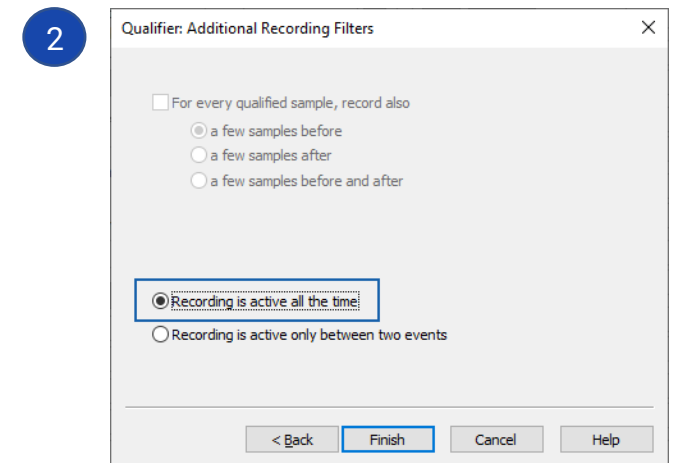 2
Qualifier: Additional Recording Filters
For every qualified sample, record also
a few samples before
a few samples after
a few samples before and after
Recording is active all the time
Recording is active only between two events
< Back Finish Cancel Help